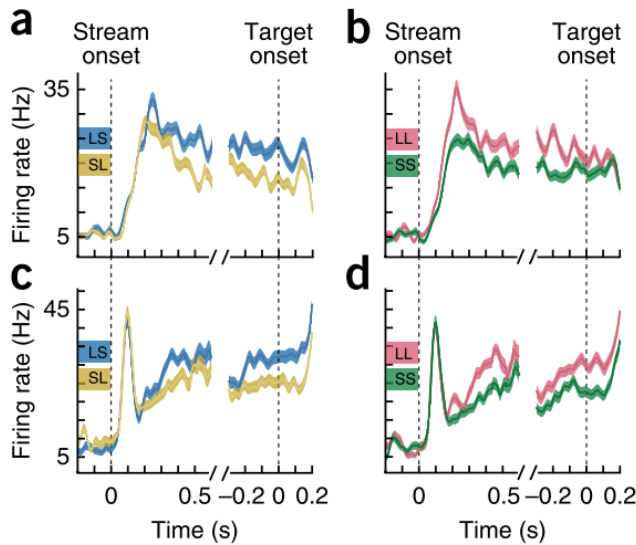 a
Stream
onset
Target
onset
b
Stream
onset
Target
onset
Firing rate (Hz)
35
5
LS
SL
LL
SS
c
d
Firing rate (Hz)
45
5
LS
SL
LL
SS
0
0.5
−0.2
0
0.2
0
0.5
−0.2
0
0.2
Time (s)
Time (s)